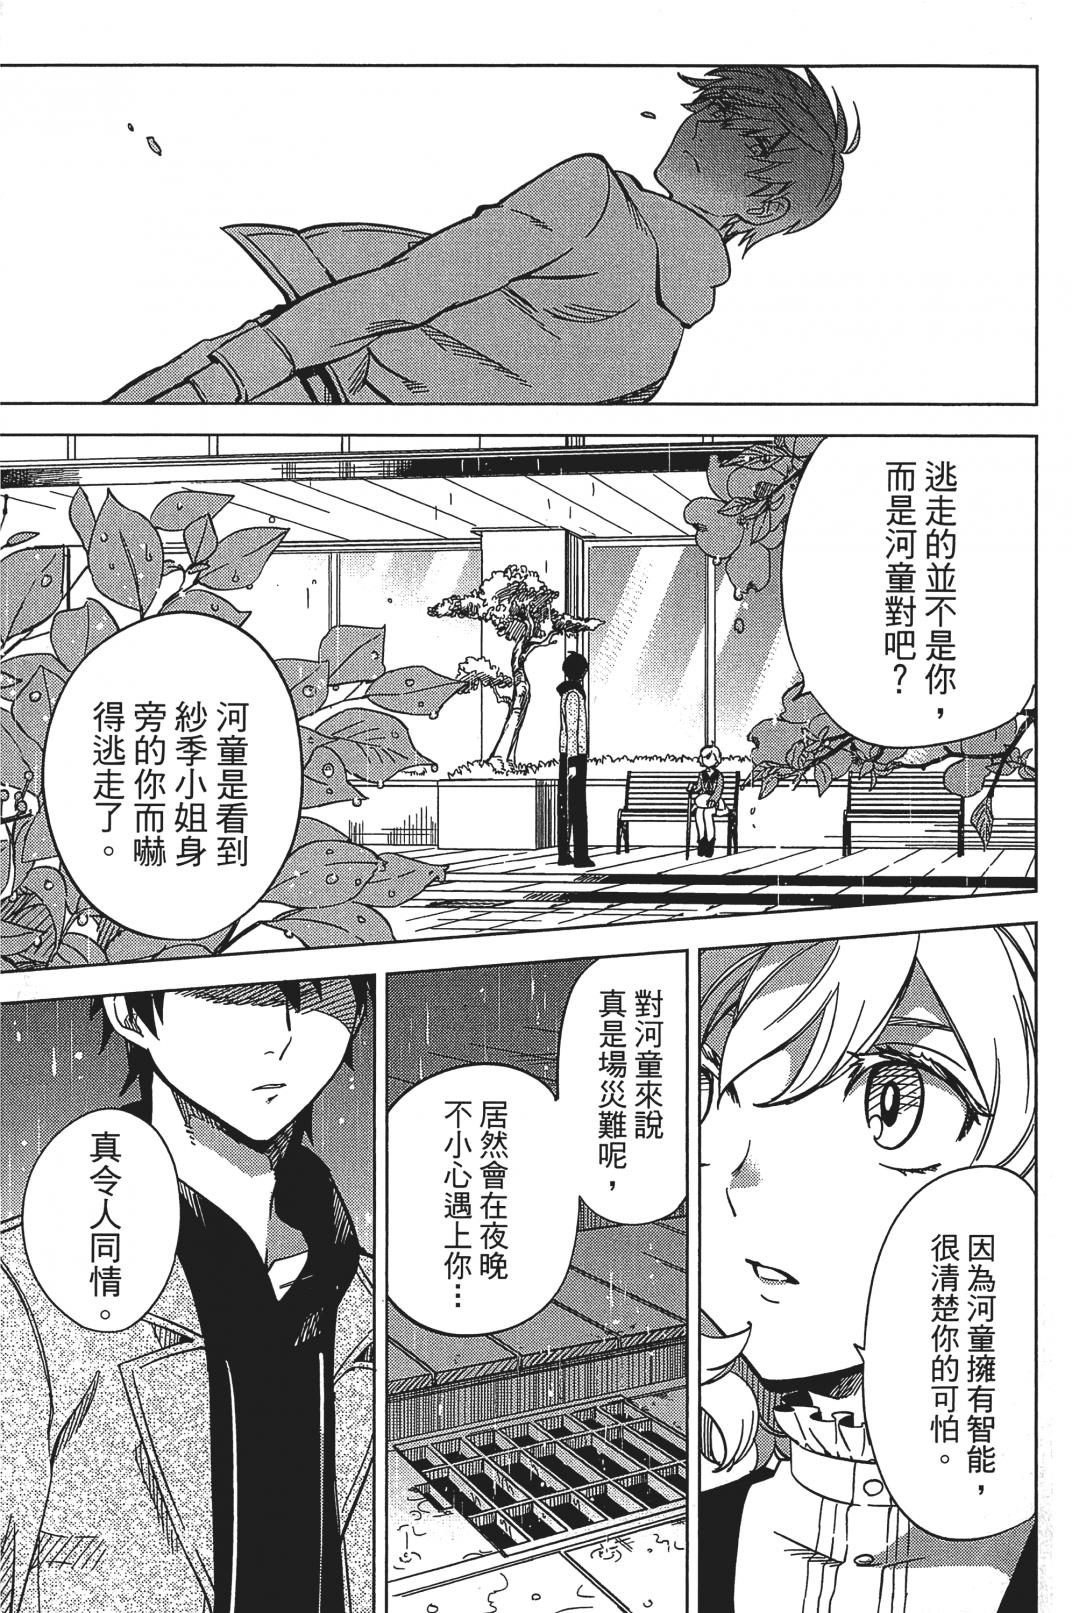 逃走的並不是你，
而是河童對吧？
河童是看到
紗季小姐身
旁的你而嚇
得逃走了。
因為河童擁有智能，
很清楚你的可怕。
對河童來說
真是場災難呢，
居然會在夜晚
不小心遇上你…
真令人同情。